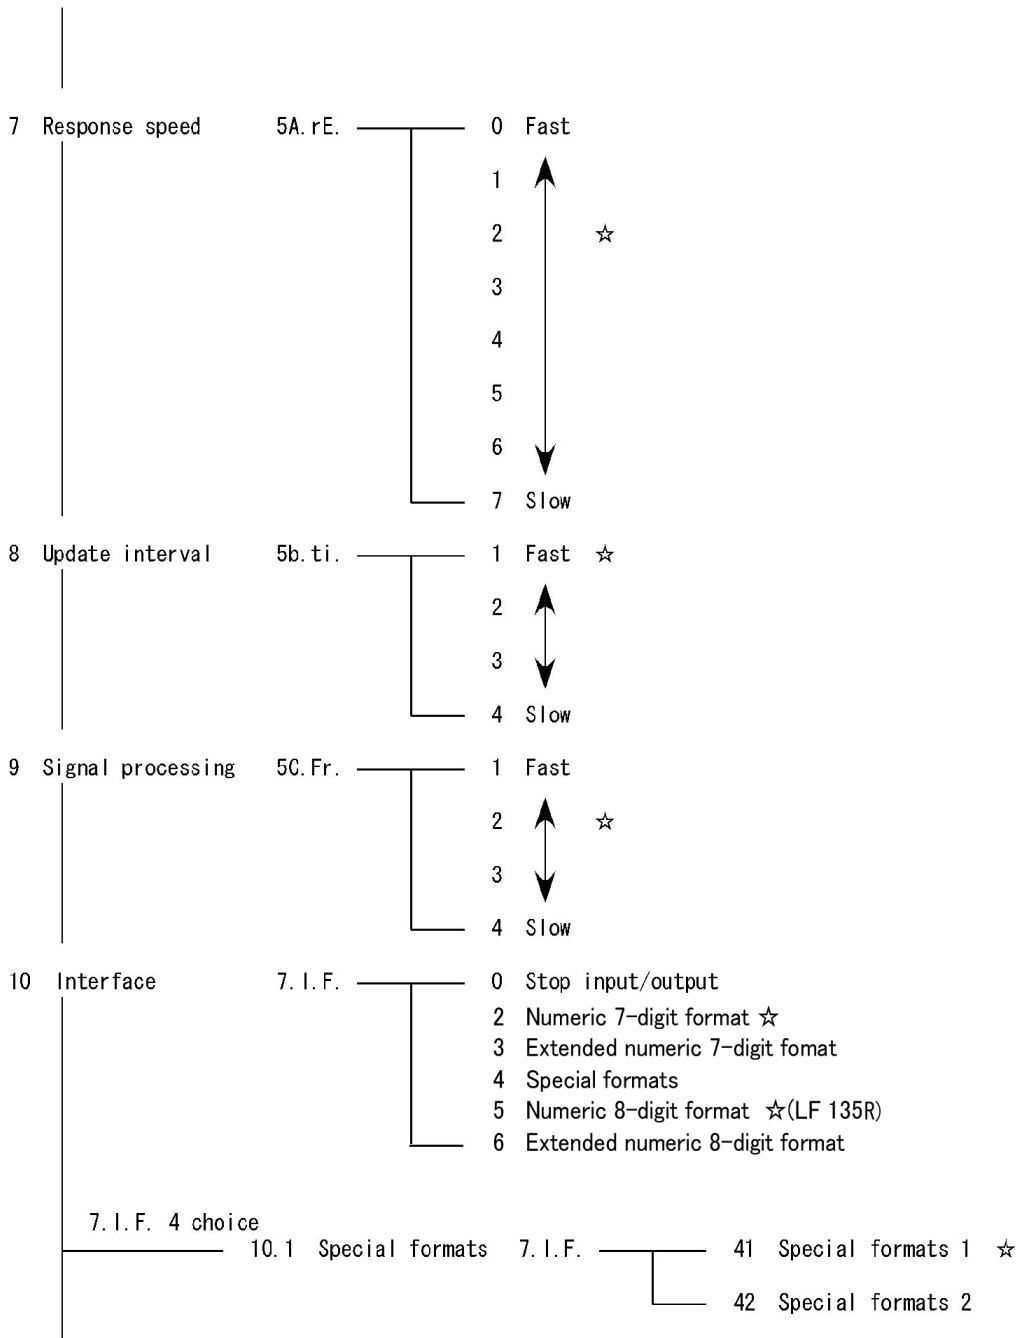 7 Response speed 5A.rE. 0 Fast
1
2 ☆
3
4
5
6
7 Slow
8 Update interval 5b.ti. 1 Fast ☆
2
3
4 Slow
9 Signal processing 5C.Fr. 1 Fast
2 ☆
3
4 Slow
10 Interface 7.I.F. 0 Stop input/output
2 Numeric 7-digit format ☆
3 Extended numeric 7-digit fomat
4 Special formats
5 Numeric 8-digit format ☆(LF 135R)
6 Extended numeric 8-digit format
7.I.F. 4 choice
10.1 Special formats 7.I.F. 41 Special formats 1 ☆
42 Special formats 2